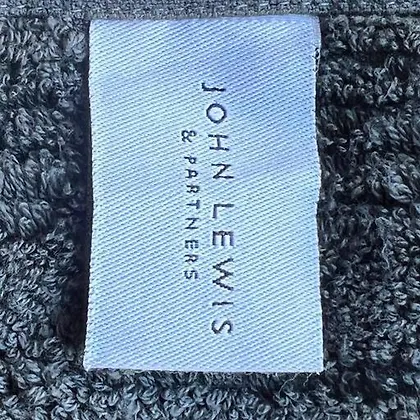 JOHN LEWIS
& PARTNERS